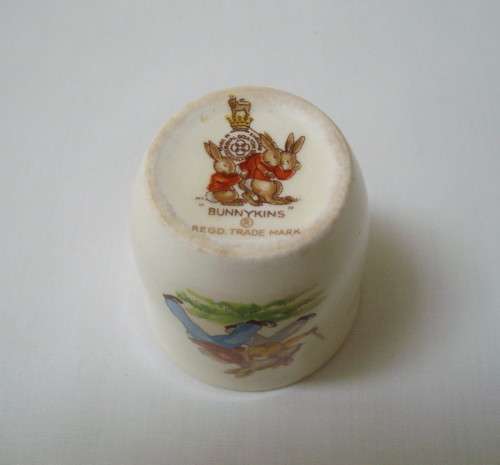 "BUNNYKINS"
®
REGD. TRADE MARK